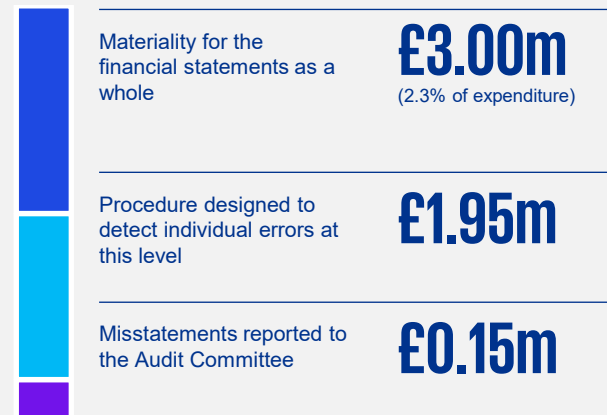 Materiality for the
financial statements as a
whole
£3.00m
(2.3% of expenditure)
Procedure designed to
detect individual errors at
this level
£1.95m
Misstatements reported to
the Audit Committee
£0.15m